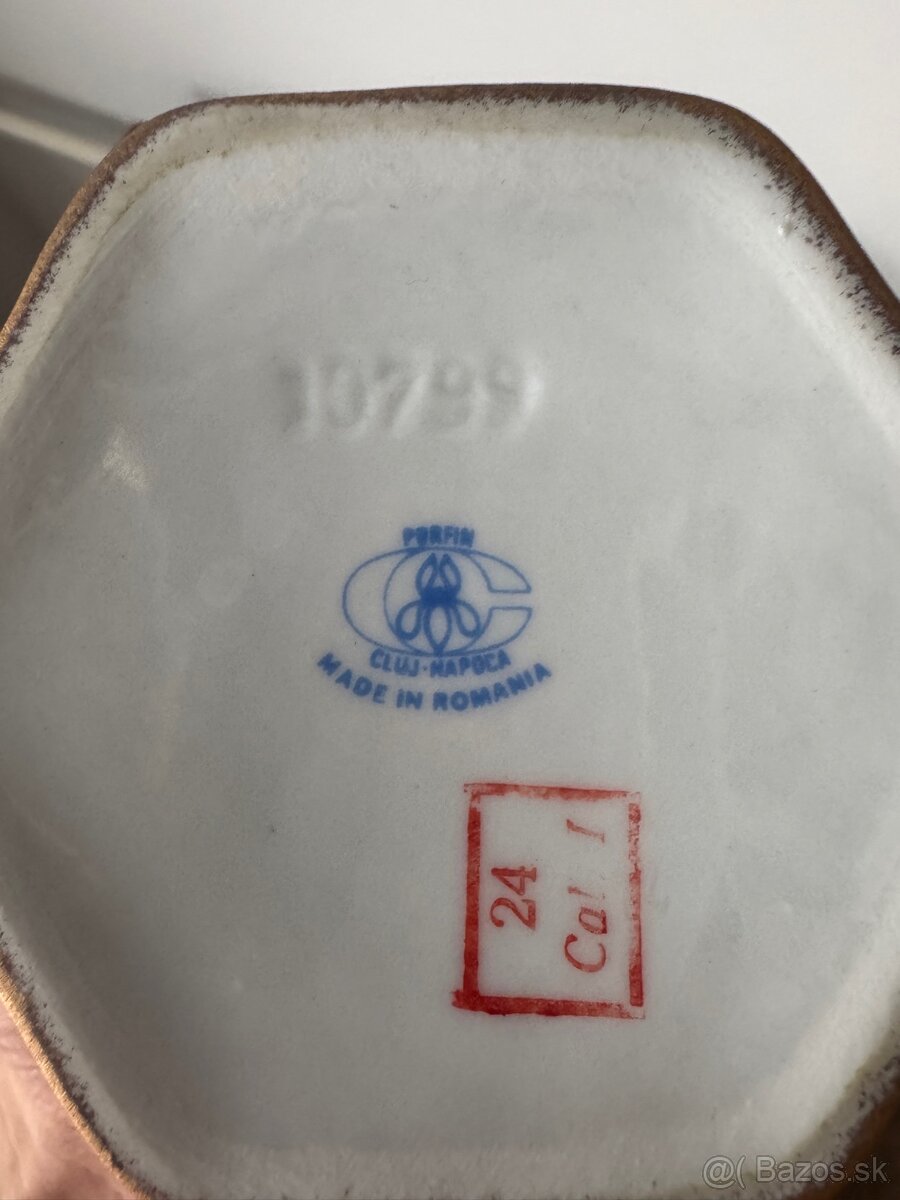 10799
PORFIN
CLUJ-NAPOCA
MADE IN ROMANIA
24
Cal I
@( Bazos.sk